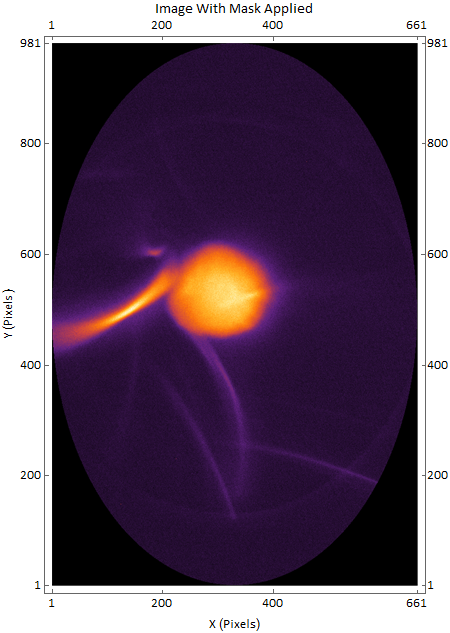 Image With Mask Applied
1 200 400 661
981 981
800 800
600 600
Y (Pixels )
400 400
200 200
1 1
1 200 400 661
X (Pixels)